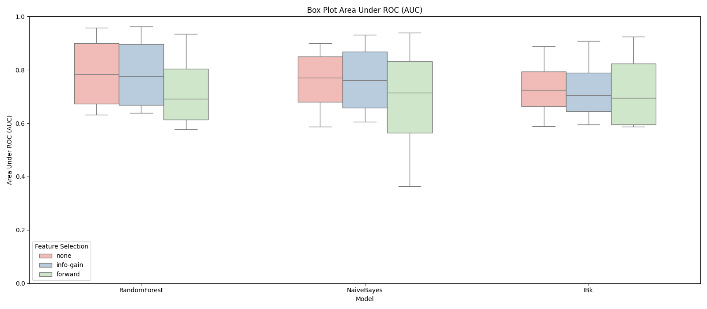 Box Plot Area Under ROC (AUC)
1.0
0.8
0.6
0.4
0.2
0.0
Area Under ROC (AUC)
Feature Selection
none
info-gain
forward
RandomForest
NaiveBayes
IBk
Model